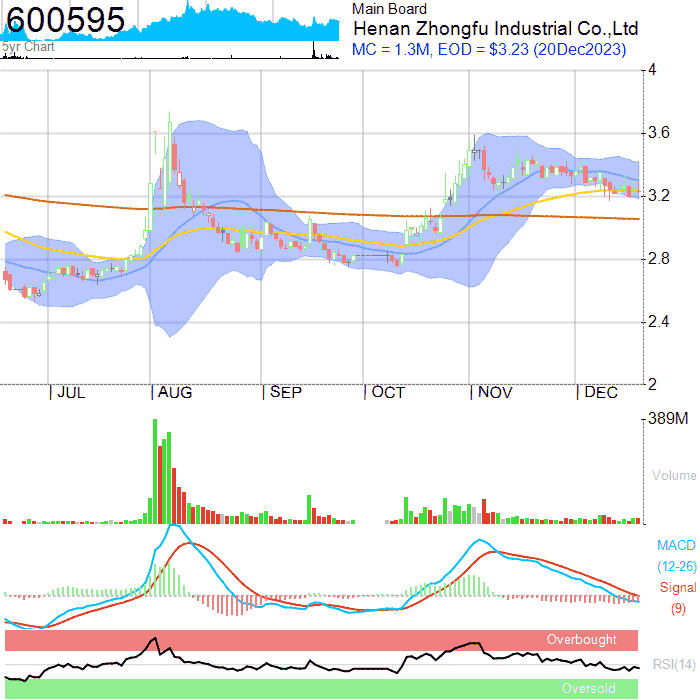 600595
5yr Chart
Main Board
Henan Zhongfu Industrial Co.,Ltd
MC = 1.3M, EOD = $3.23 (20Dec2023)
4
3.6
3.2
2.8
2.4
2
JUL AUG SEP OCT NOV DEC
389M
Volume
MACD
(12-26)
Signal
(9)
Overbought
RSI(14)
Oversold